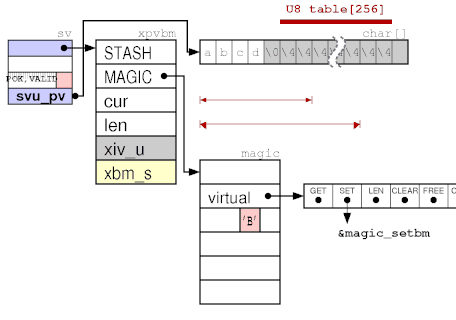 U8 table[256]
sv
xpvbm
char[]
STASH
a b c d \0 \4 \4 \4 \4 \4 \4
MAGIC
POK,VALID
svu_pv
cur
len
xiv_u
magic
xbm_s
virtual
GET SET LEN CLEAR FREE
'B'
&magic_setbm